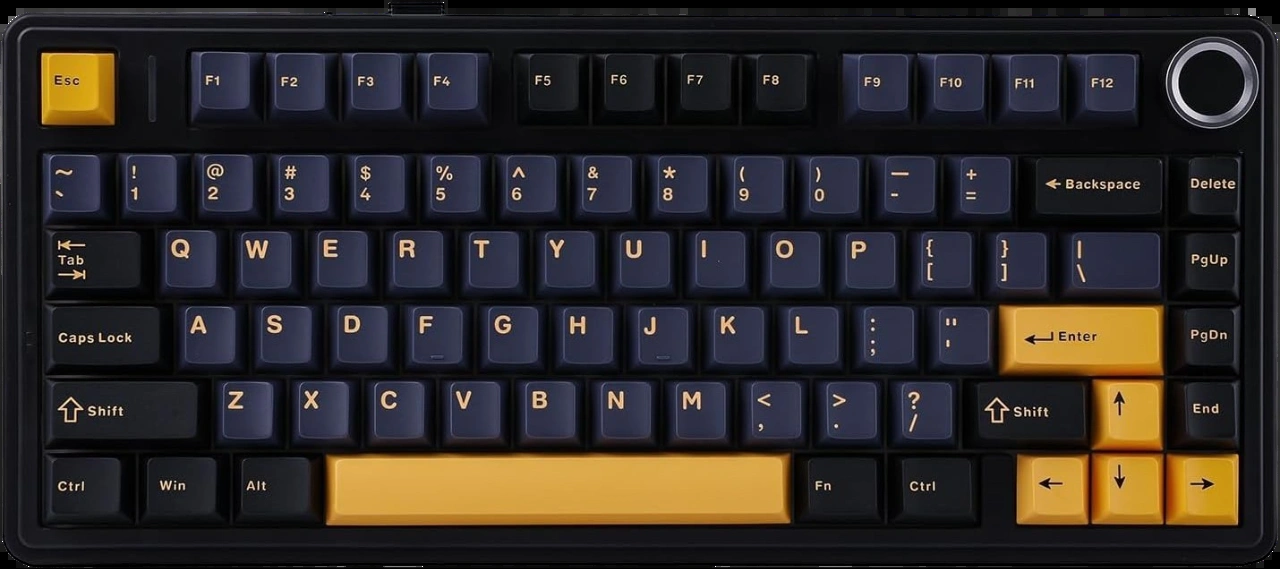 Esc F1 F2 F3 F4 F5 F6 F7 F8 F9 F10 F11 F12
~ ! @ # $ % ^ & * ( ) — +
` 1 2 3 4 5 6 7 8 9 0 - = ← Backspace Delete
⇤ Tab ⇥ Q W E R T Y U I O P { [ } ] | \ PgUp
Caps Lock A S D F G H J K L : ; " ' ↵ Enter PgDn
⇧ Shift Z X C V B N M < , > . ? / ⇧ Shift ↑ End
Ctrl Win Alt Fn Ctrl ← ↓ →